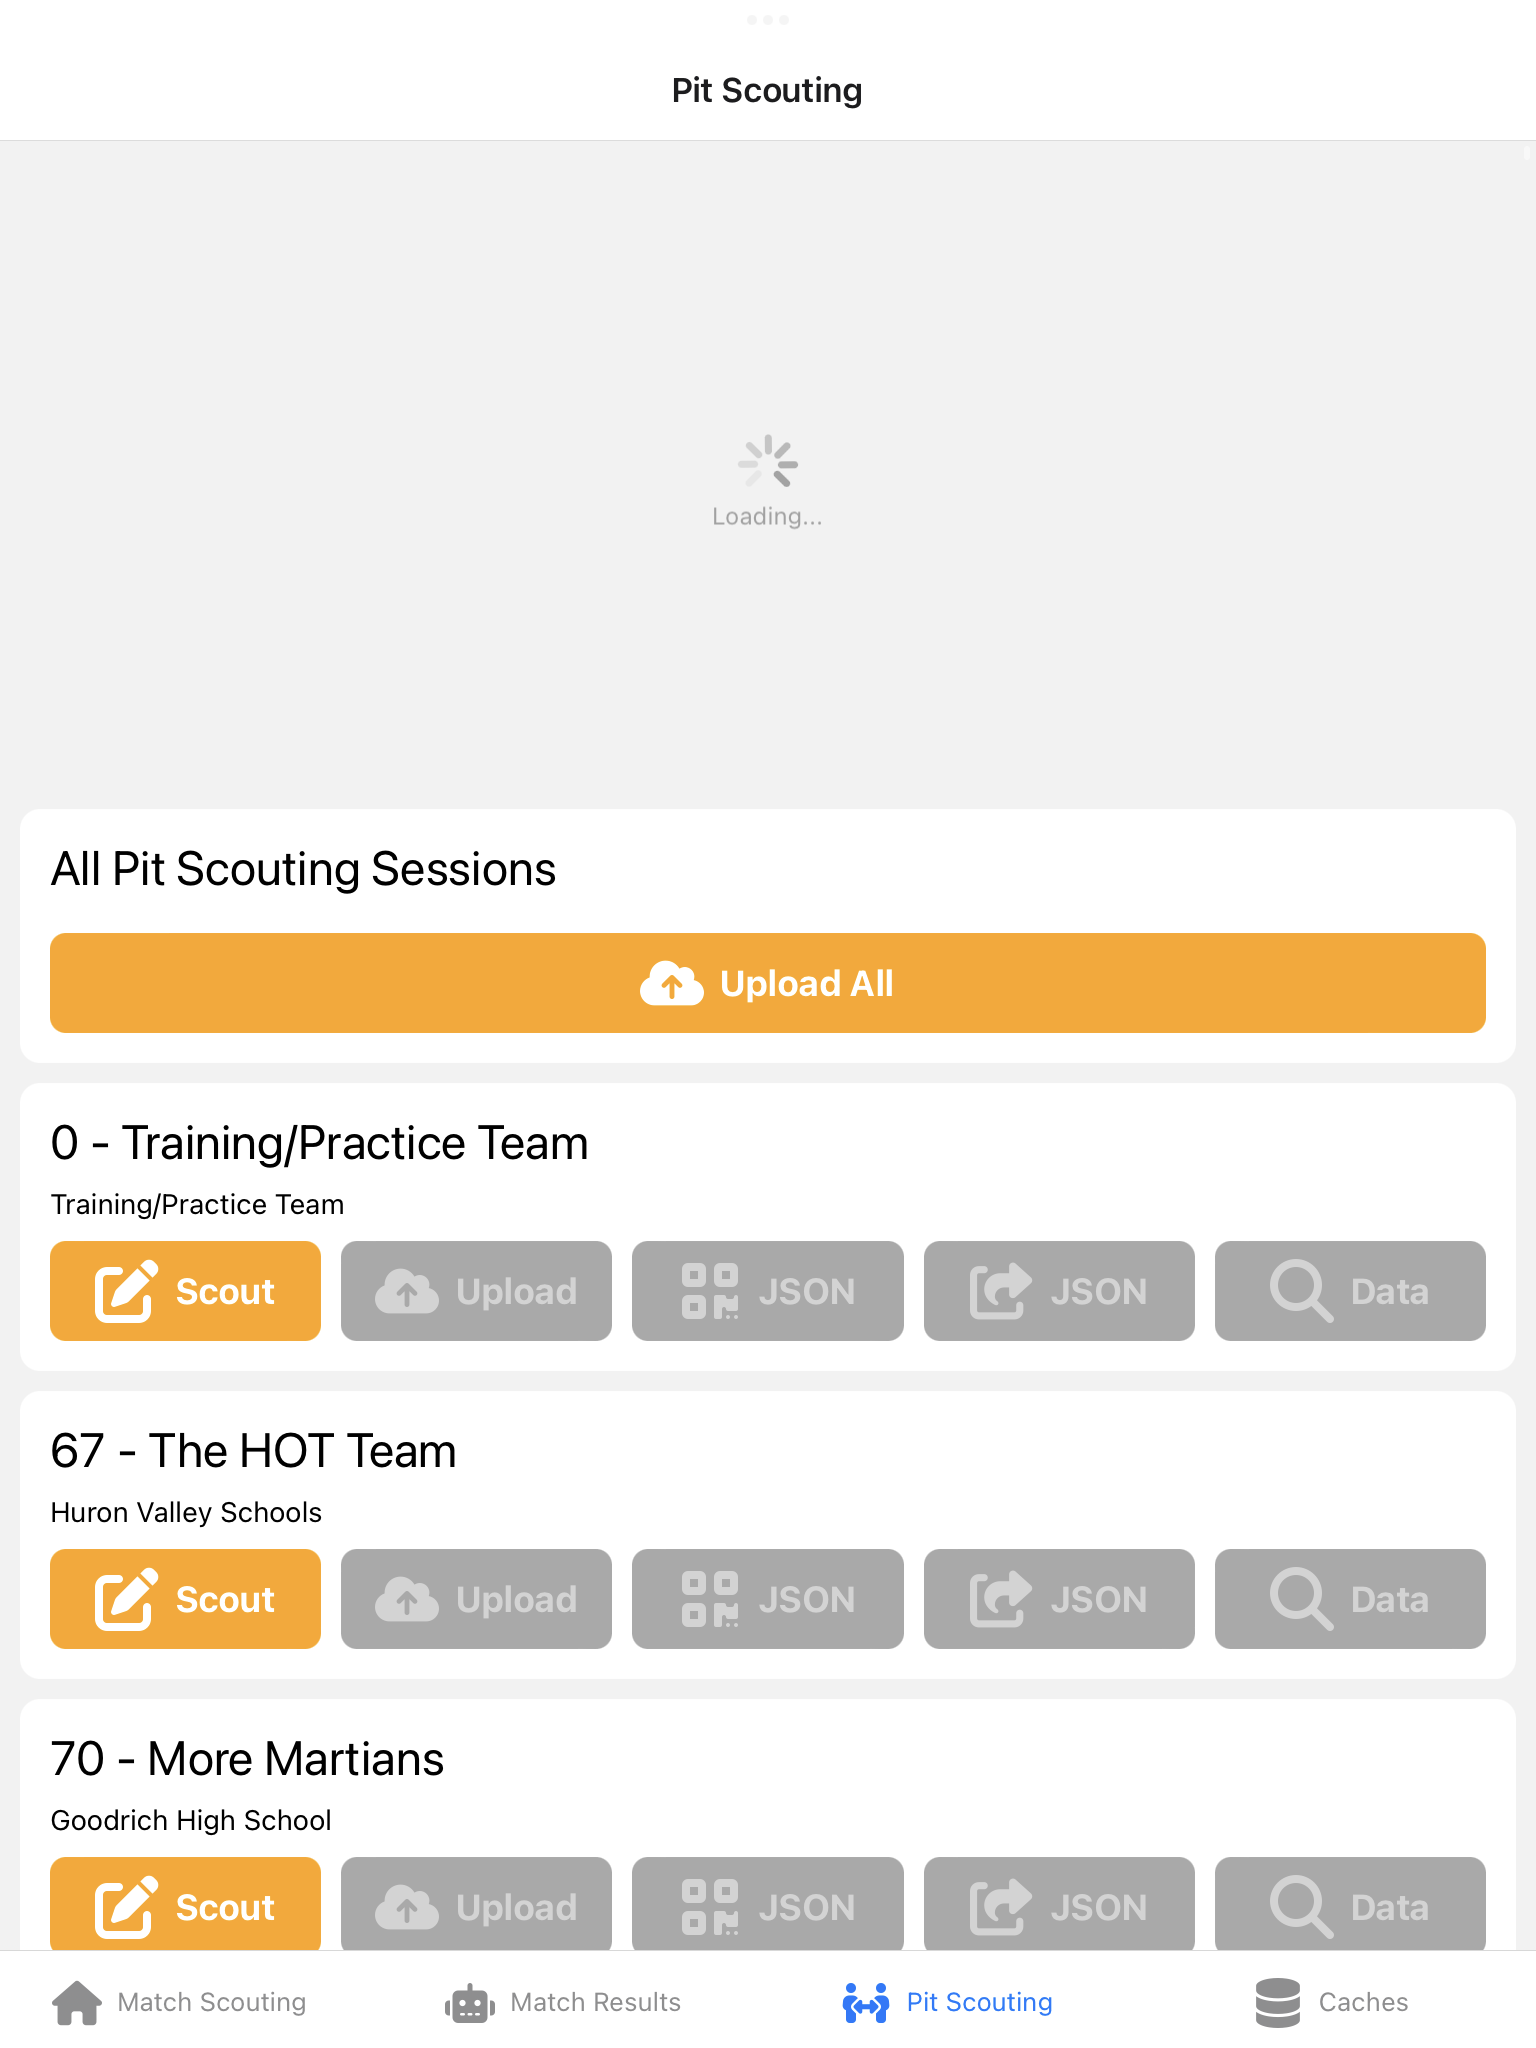 Pit Scouting
Loading...
All Pit Scouting Sessions
Upload All
0 - Training/Practice Team
Training/Practice Team
Scout Upload JSON JSON Data
67 - The HOT Team
Huron Valley Schools
Scout Upload JSON JSON Data
70 - More Martians
Goodrich High School
Scout Upload JSON JSON Data
Match Scouting Match Results Pit Scouting Caches